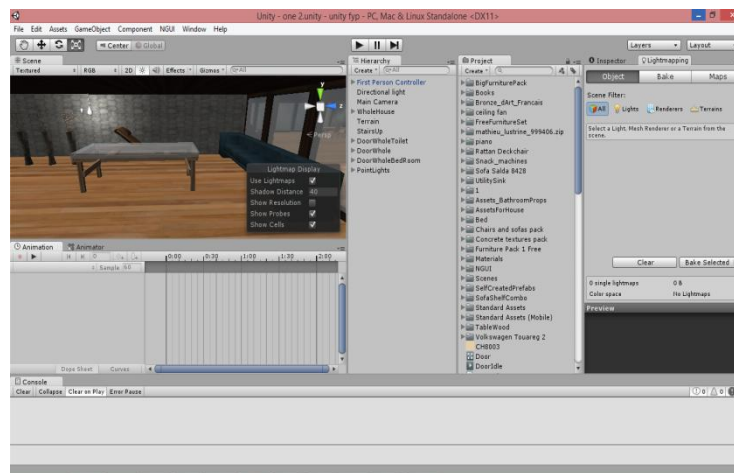 Unity - one 2.unity - unity fyp - PC, Mac & Linux Standalone <DX11>
File Edit Assets GameObject Component NGUI Window Help
Center Global
Layers
Layout
Scene
Textured
RGB
2D
Effects
Gizmos
All
y
z
Persp
Lightmap Display
Use Lightmaps
Shadow Distance 40
Show Resolution
Show Probes
Show Cells
Animation
Animator
0
0:00
0:30
1:00
1:30
2:00
Sample 60
Dope Sheet
Curves
Hierarchy
Create
All
First Person Controller
Directional light
Main Camera
WholeHouse
Terrain
StairsUp
DoorWholeToilet
DoorWhole
DoorWholeBedRoom
PointLights
Project
Create
BigFurniturePack
Books
Bronze_dArt_Francais
ceiling fan
FreeFurnitureSet
mathieu_lustrine_999406.zip
piano
Rattan Deckchair
Snack_machines
Sofa Salda 8428
UtilitySink
1
Assets_BathroomProps
AssetsForHouse
Bed
Chairs and sofas pack
Concrete textures pack
Furniture Pack 1 Free
Materials
NGUI
Scenes
SelfCreatedPrefabs
SofaShelfCombo
Standard Assets
Standard Assets (Mobile)
TableWood
Volkswagen Touareg 2
CH8003
Door
DoorIdle
Inspector
Lightmapping
Object
Bake
Maps
Scene Filter:
All
Lights
Renderers
Terrains
Select a Light, Mesh Renderer or a Terrain from the
scene.
Clear
Bake Selected
0 single lightmaps
0 B
Color space
No Lightmaps
Preview
Console
Clear Collapse Clear on Play Error Pause
0
0